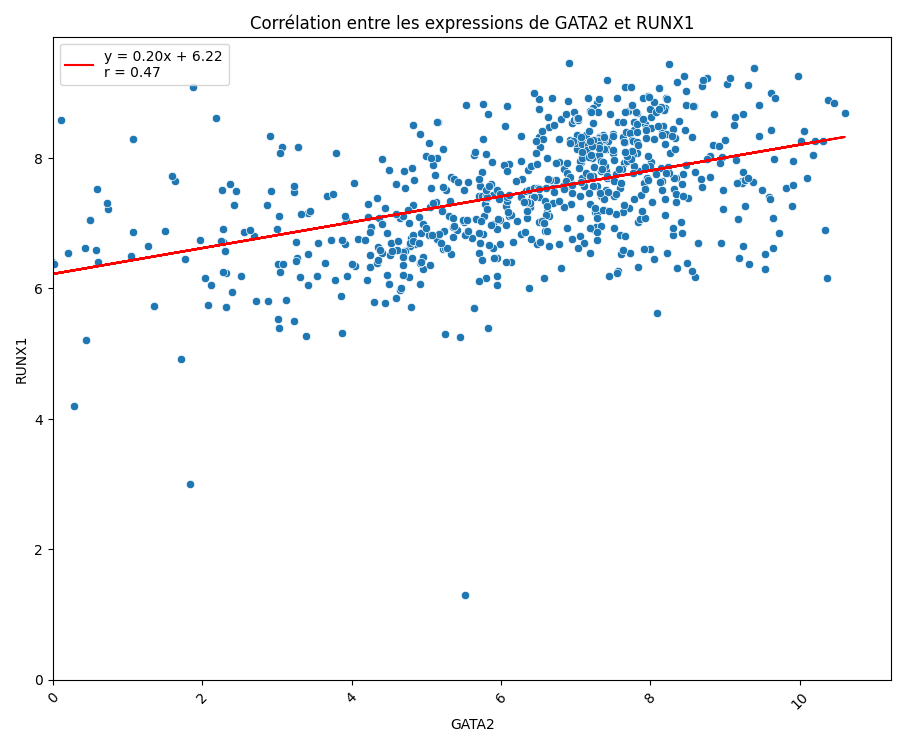 Corrélation entre les expressions de GATA2 et RUNX1
y = 0.20x + 6.22
r = 0.47
8
6
4
2
0
RUNX1
0
2
4
6
8
10
GATA2